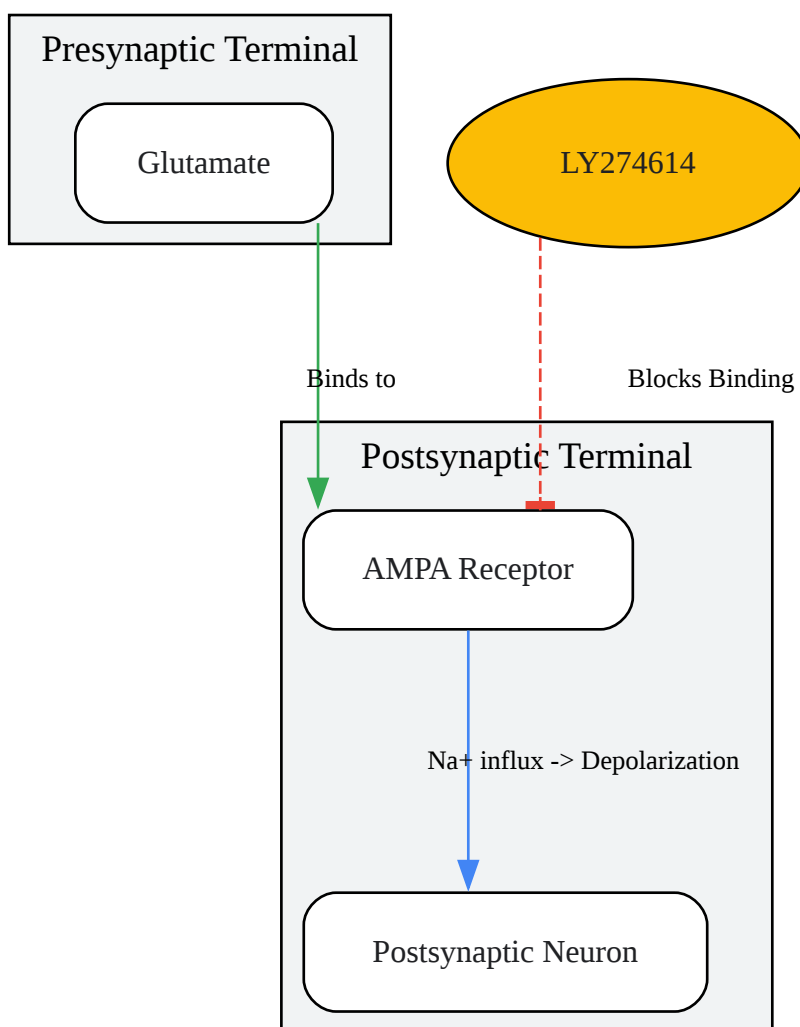 Presynaptic Terminal
Glutamate
LY274614
Binds to
Blocks Binding
Postsynaptic Terminal
AMPA Receptor
Na+ influx -> Depolarization
Postsynaptic Neuron